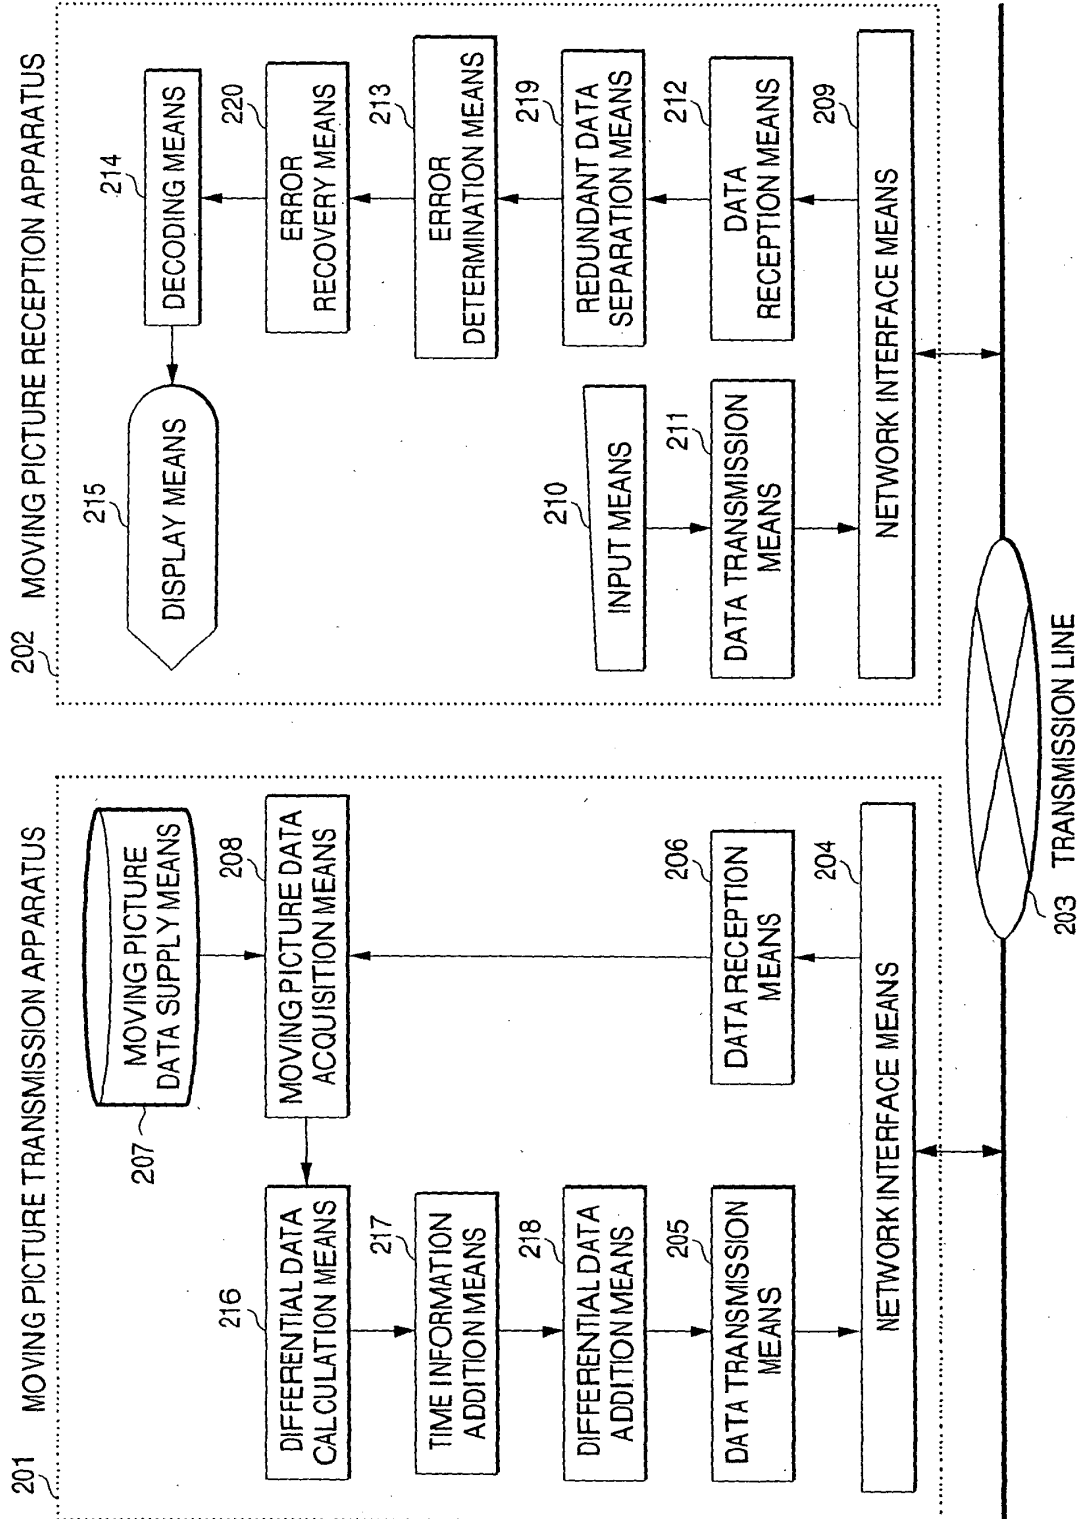 201 MOVING PICTURE TRANSMISSION APPARATUS
MOVING PICTURE
DATA SUPPLY MEANS
207
208
MOVING PICTURE DATA
ACQUISITION MEANS
216
DIFFERENTIAL DATA
CALCULATION MEANS
217
TIME INFORMATION
ADDITION MEANS
218
DIFFERENTIAL DATA
ADDITION MEANS
205
DATA TRANSMISSION
MEANS
206
DATA RECEPTION
MEANS
204
NETWORK INTERFACE MEANS
202 MOVING PICTURE RECEPTION APPARATUS
215
DISPLAY MEANS
214
DECODING MEANS
220
ERROR
RECOVERY MEANS
213
ERROR
DETERMINATION MEANS
219
REDUNDANT DATA
SEPARATION MEANS
210
INPUT MEANS
211
DATA TRANSMISSION
MEANS
212
DATA
RECEPTION MEANS
209
NETWORK INTERFACE MEANS
203 TRANSMISSION LINE